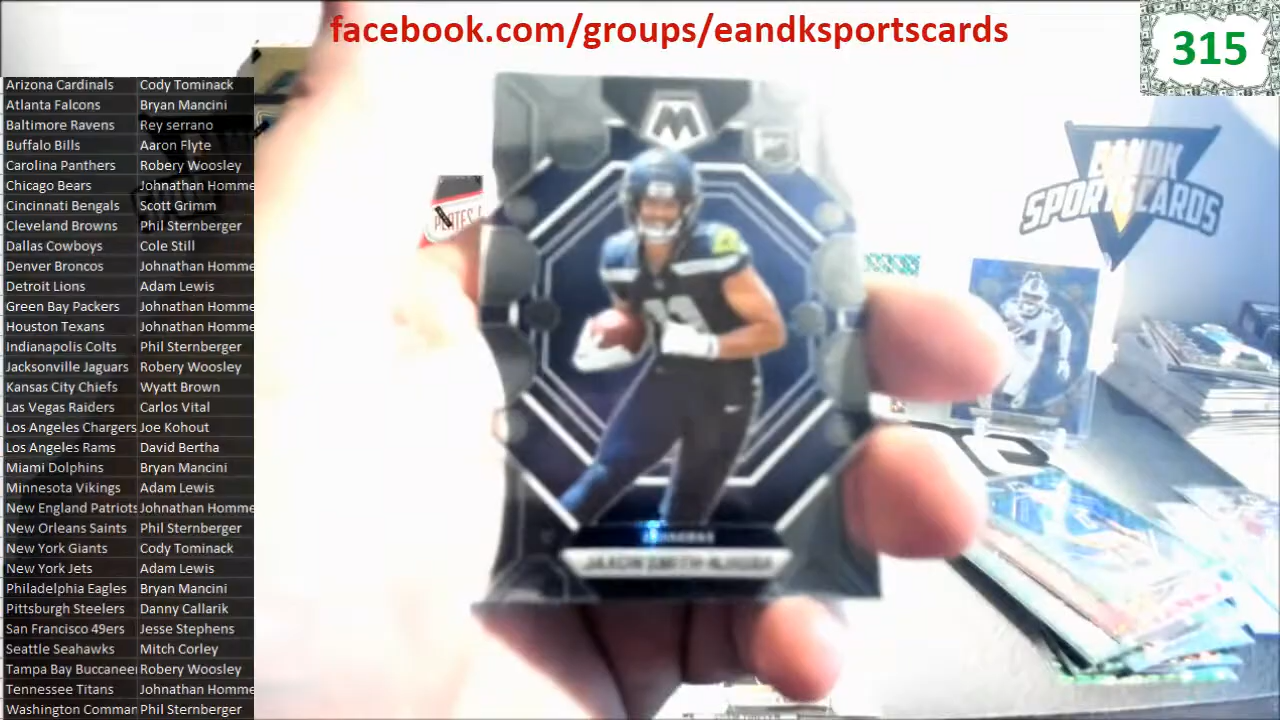 facebook.com/groups/eandksportscards
315
Arizona Cardinals Cody Tominack
Atlanta Falcons Bryan Mancini
Baltimore Ravens Rey serrano
Buffalo Bills Aaron Flyte
Carolina Panthers Robery Woosley
Chicago Bears Johnathan Homme
Cincinnati Bengals Scott Grimm
Cleveland Browns Phil Sternberger
Dallas Cowboys Cole Still
Denver Broncos Johnathan Homme
Detroit Lions Adam Lewis
Green Bay Packers Johnathan Homme
Houston Texans Johnathan Homme
Indianapolis Colts Phil Sternberger
Jacksonville Jaguars Robery Woosley
Kansas City Chiefs Wyatt Brown
Las Vegas Raiders Carlos Vital
Los Angeles Chargers Joe Kohout
Los Angeles Rams David Bertha
Miami Dolphins Bryan Mancini
Minnesota Vikings Adam Lewis
New England Patriots Johnathan Homme
New Orleans Saints Phil Sternberger
New York Giants Cody Tominack
New York Jets Adam Lewis
Philadelphia Eagles Bryan Mancini
Pittsburgh Steelers Danny Callarik
San Francisco 49ers Jesse Stephens
Seattle Seahawks Mitch Corley
Tampa Bay Buccaneer Robery Woosley
Tennessee Titans Johnathan Homme
Washington Comman Phil Sternberger
EANDK
SPORTSCARDS
M
JAXON SMITH-NJIGBA